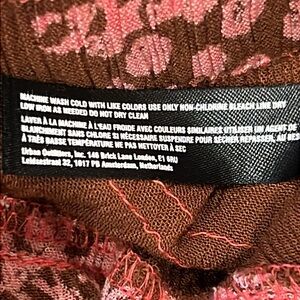 MACHINE WASH COLD WITH LIKE COLORS USE ONLY NON-CHLORINE BLEACH LINE DRY
LOW IRON AS NEEDED DO NOT DRY CLEAN
LAVER À LA MACHINE À L'EAU FROIDE AVEC COULEURS SIMILAIRES UTILISER UN AGENT DE
BLANCHIMENT SANS CHLORE SI NÉCESSAIRE SUSPENDRE POUR SÉCHER REPASSER, AU BES
À TRÈS BASSE TEMPÉRATURE NE PAS NETTOYER À SEC
Urban Outfitters, Inc. 146 Brick Lane London, E1 6RU
Leidsestraat 32, 1017 PB Amsterdam, Netherlands